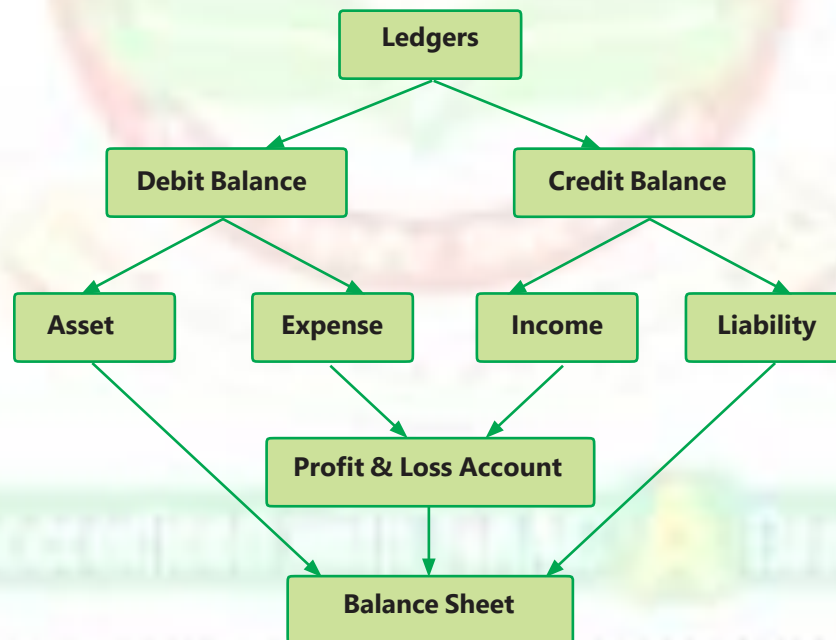 Ledgers
Debit Balance
Credit Balance
Asset
Expense
Income
Liability
Profit & Loss Account
Balance Sheet